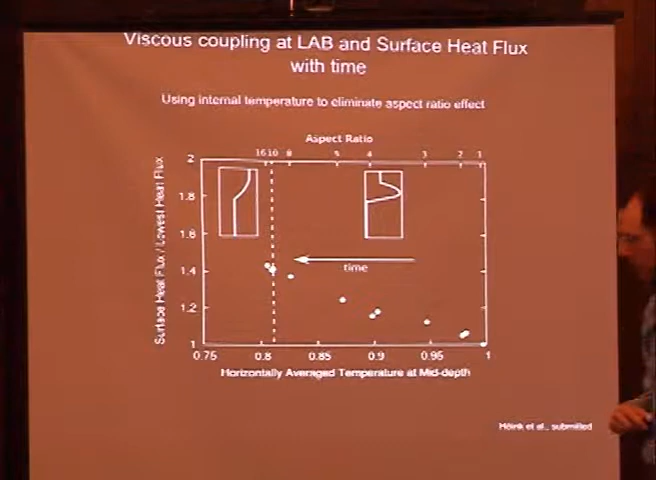 Viscous coupling at LAB and Surface Heat Flux
with time
Using internal temperature to eliminate aspect ratio effect
Aspect Ratio
16 10 8 5 4 3 2 1
Surface Heat Flux / Lowest Heat Flux
2
1.8
1.6
1.4
1.2
1
time
0.75 0.8 0.85 0.9 0.95 1
Horizontally Averaged Temperature at Mid-depth
Höink et al., submitted